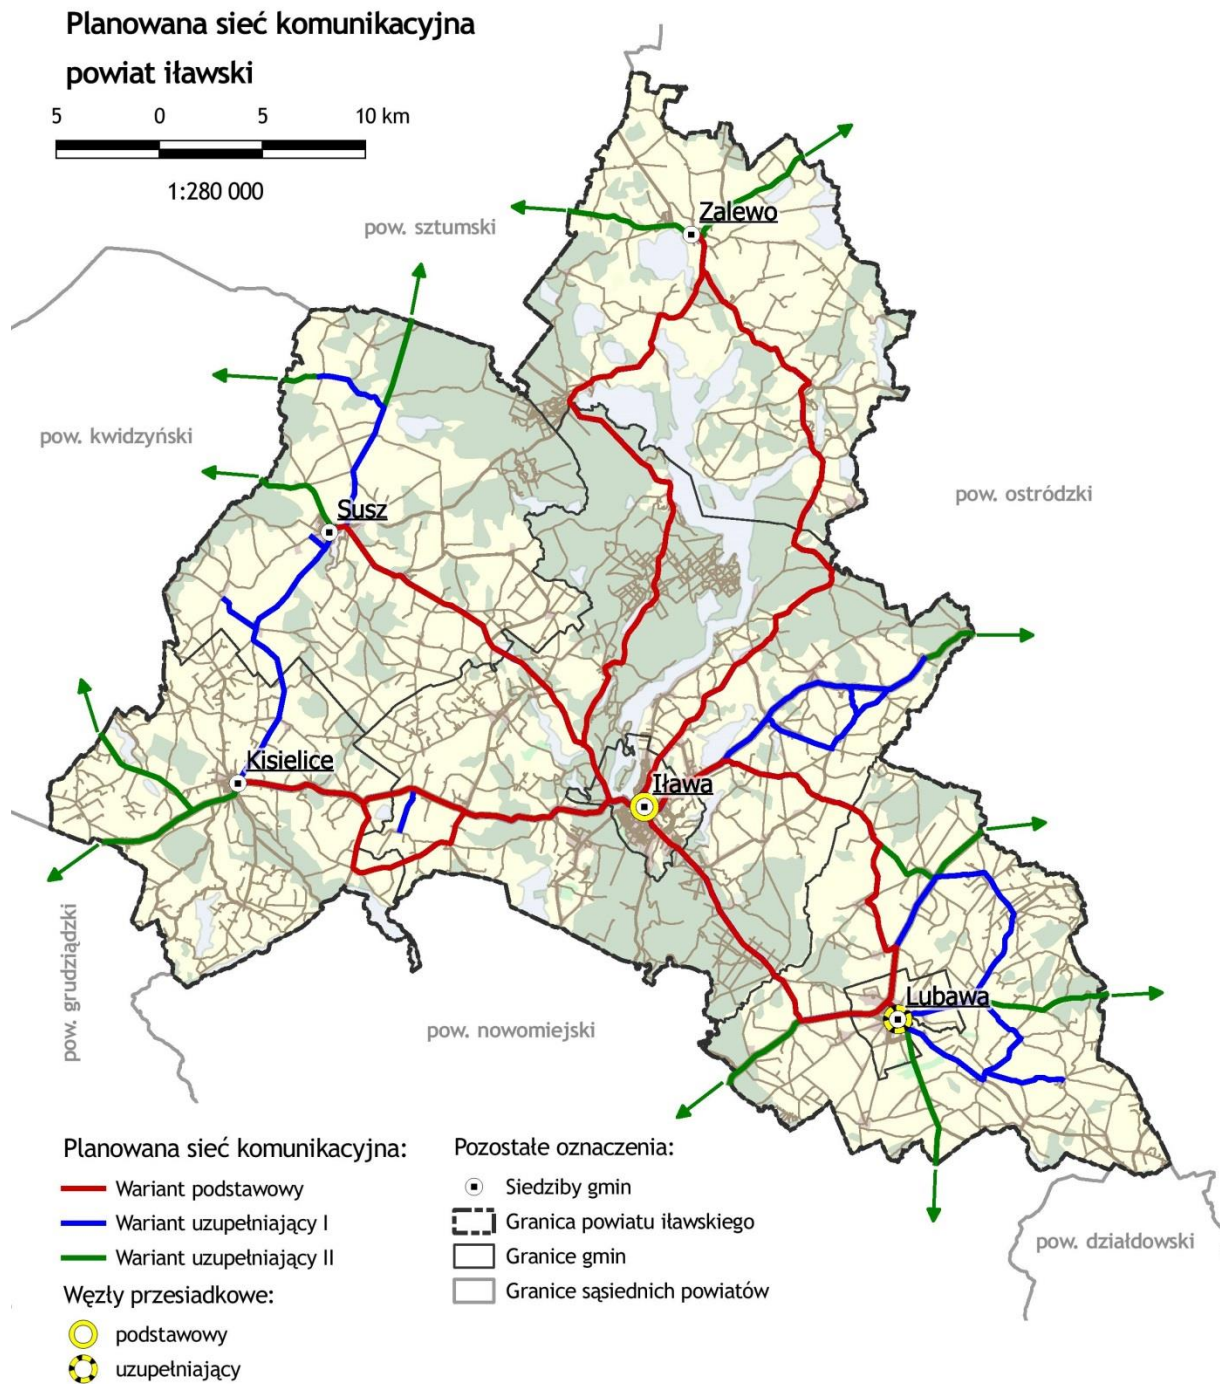 Planowana sieć komunikacyjna
powiat iławski
5 0 5 10 km
1:280 000
Zalewo
pow. sztumski
pow. kwidzyński
pow. ostródzki
Susz
Kisielice
Iława
Lubawa
pow. grudziądzki
pow. nowomiejski
pow. działdowski
Planowana sieć komunikacyjna:
Wariant podstawowy
Wariant uzupełniający I
Wariant uzupełniający II
Węzły przesiadkowe:
podstawowy
uzupełniający
Pozostałe oznaczenia:
Siedziby gmin
Granica powiatu iławskiego
Granice gmin
Granice sąsiednich powiatów